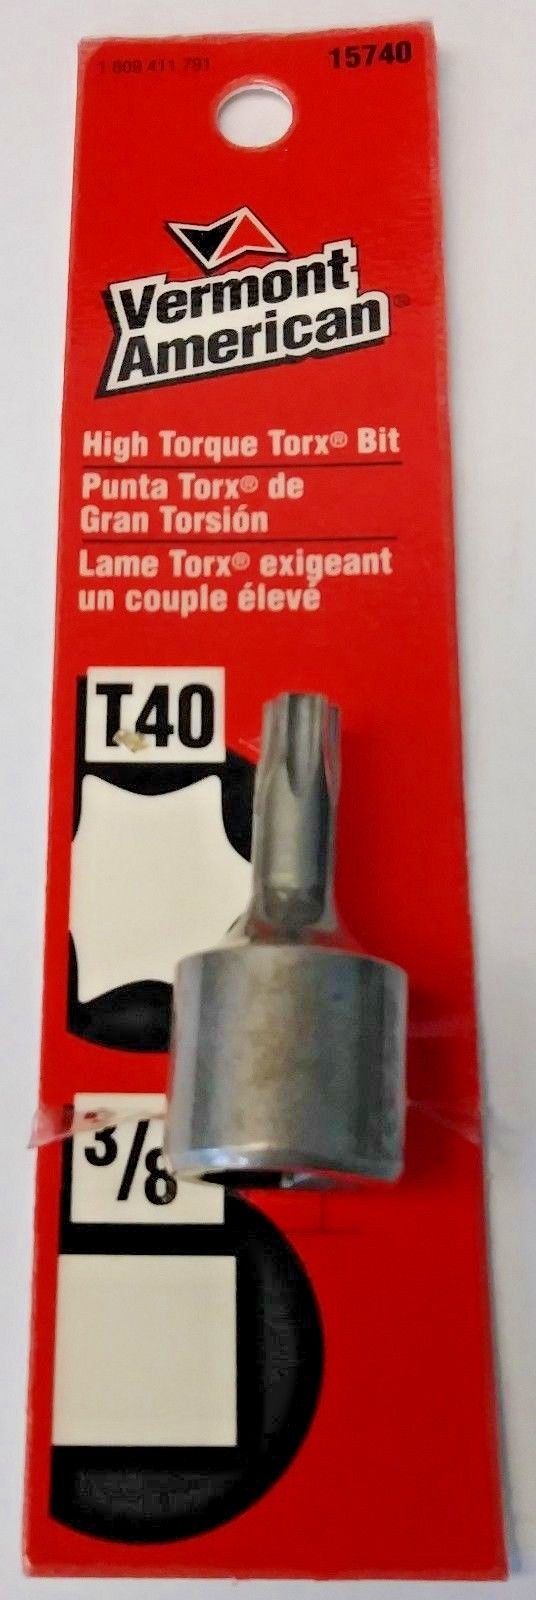 1 609 411 791
15740
Vermont
American®
High Torque Torx® Bit
Punta Torx® de
Gran Torsión
Lame Torx® exigeant
un couple élevé
T40
3/8